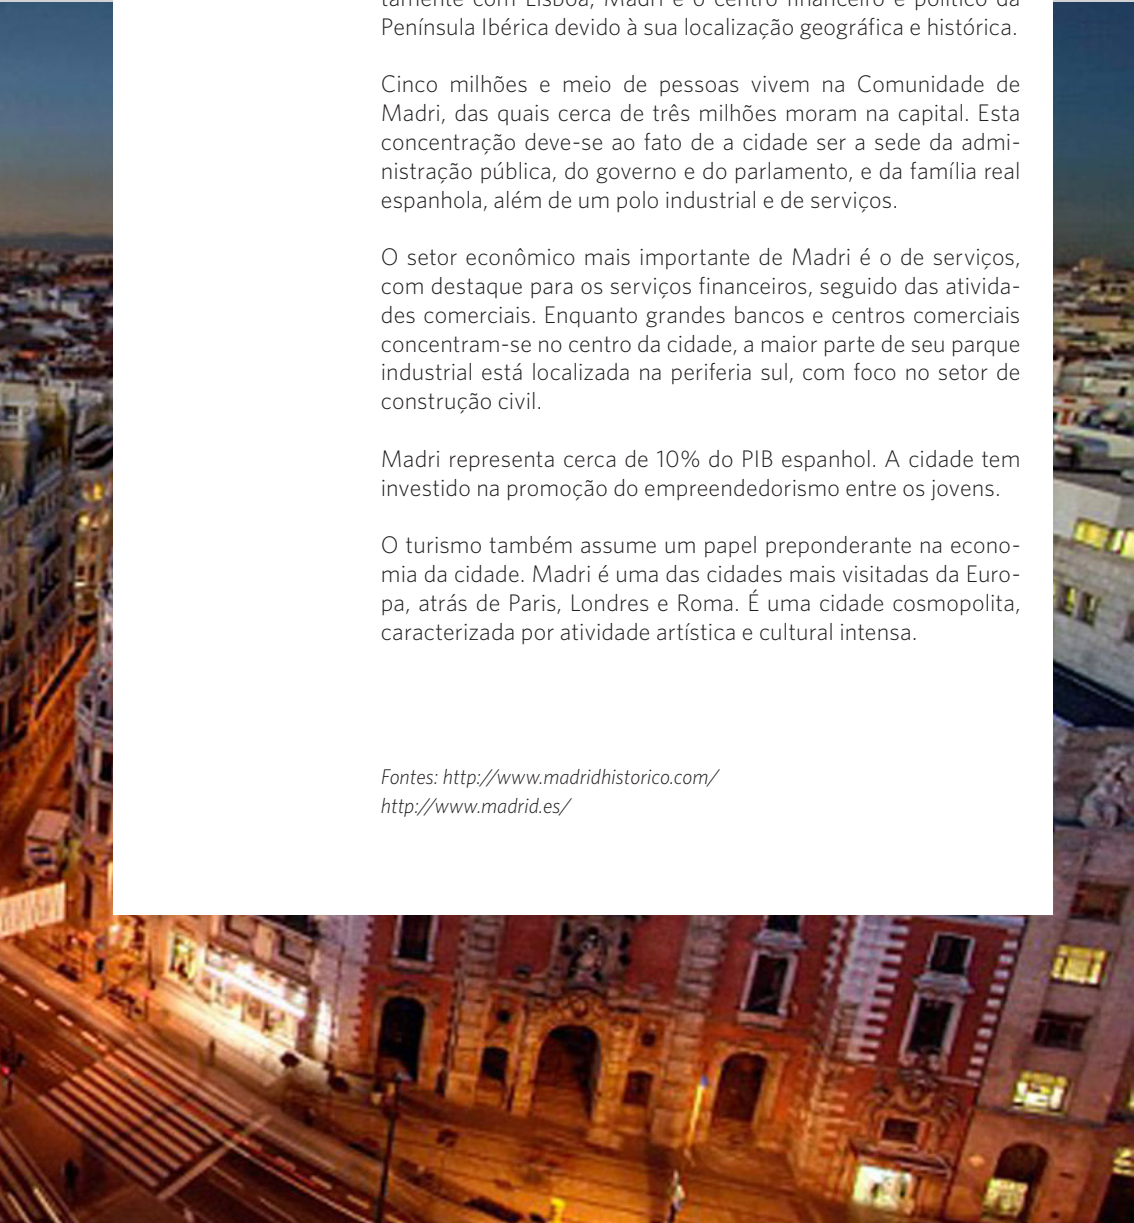 tamente com Lisboa, Madri é o centro financeiro e político da
Península Ibérica devido à sua localização geográfica e histórica.
Cinco milhões e meio de pessoas vivem na Comunidade de
Madri, das quais cerca de três milhões moram na capital. Esta
concentração deve-se ao fato de a cidade ser a sede da admi-
nistração pública, do governo e do parlamento, e da família real
espanhola, além de um polo industrial e de serviços.
O setor econômico mais importante de Madri é o de serviços,
com destaque para os serviços financeiros, seguido das ativida-
des comerciais. Enquanto grandes bancos e centros comerciais
concentram-se no centro da cidade, a maior parte de seu parque
industrial está localizada na periferia sul, com foco no setor de
construção civil.
Madri representa cerca de 10% do PIB espanhol. A cidade tem
investido na promoção do empreendedorismo entre os jovens.
O turismo também assume um papel preponderante na econo-
mia da cidade. Madri é uma das cidades mais visitadas da Euro-
pa, atrás de Paris, Londres e Roma. É uma cidade cosmopolita,
caracterizada por atividade artística e cultural intensa.
Fontes: http://www.madridhistorico.com/
http://www.madrid.es/